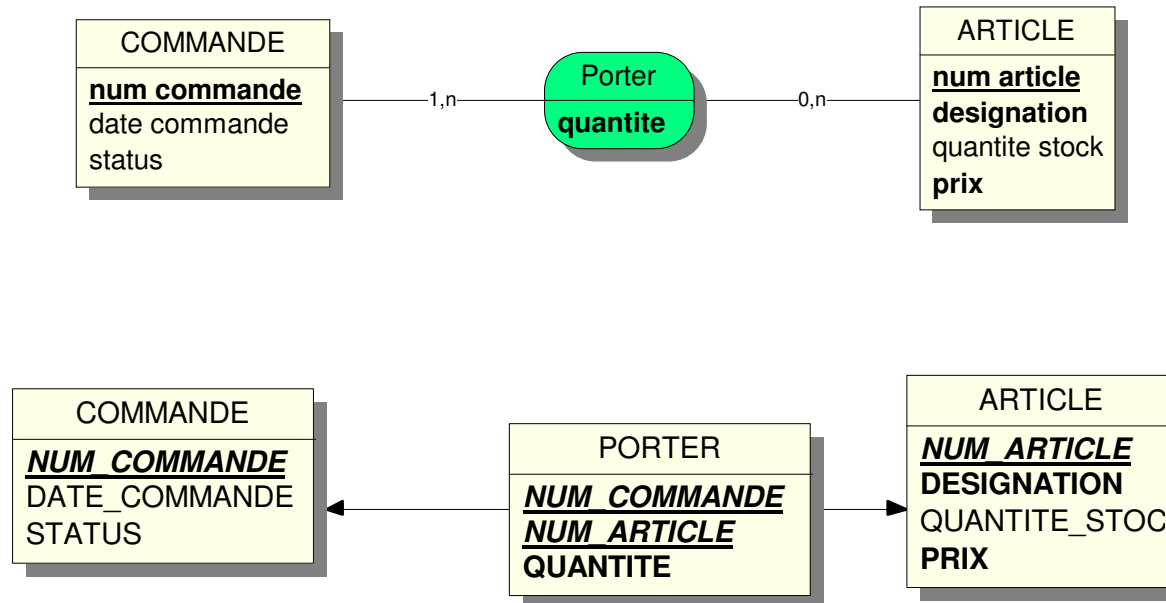 COMMANDE
num commande
date commande
status
1,n
Porter
quantite
0,n
ARTICLE
num article
designation
quantite stock
prix
COMMANDE
NUM_COMMANDE
DATE_COMMANDE
STATUS
PORTER
NUM_COMMANDE
NUM_ARTICLE
QUANTITE
ARTICLE
NUM_ARTICLE
DESIGNATION
QUANTITE_STOC
PRIX